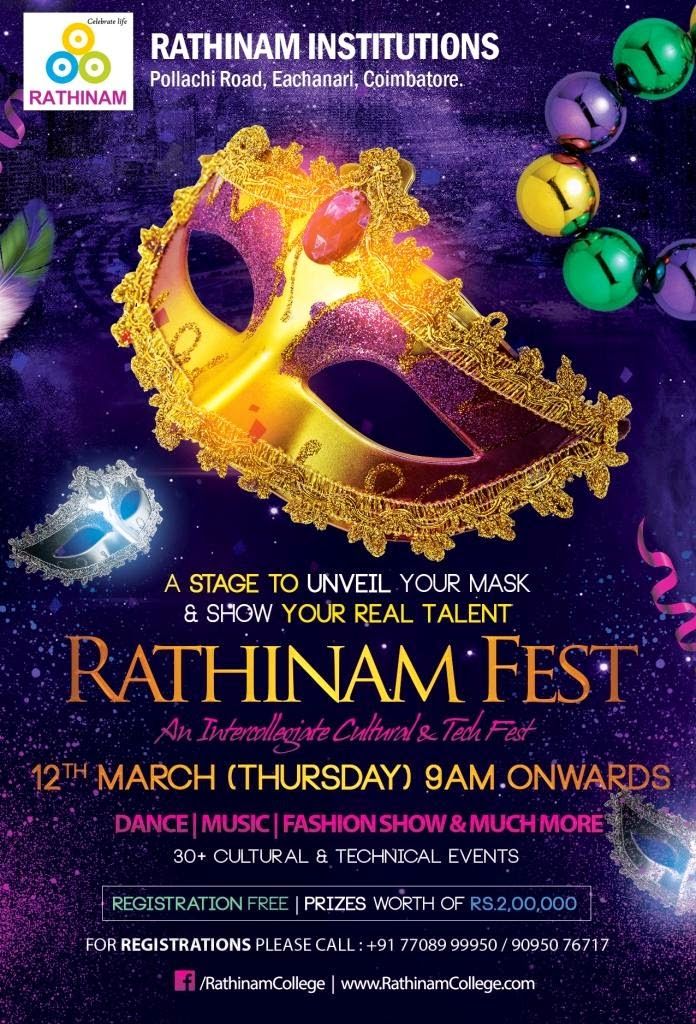 Celebrate life
RATHINAM
RATHINAM INSTITUTIONS
Pollachi Road, Eachanari, Coimbatore.
A STAGE TO UNVEIL YOUR MASK
& SHOW YOUR REAL TALENT
RATHINAM FEST
An Intercollegiate Cultural & Tech Fest
12TH MARCH (THURSDAY) 9AM ONWARDS
DANCE | MUSIC | FASHION SHOW & MUCH MORE
30+ CULTURAL & TECHNICAL EVENTS
REGISTRATION FREE | PRIZES WORTH OF RS.2,00,000
FOR REGISTRATIONS PLEASE CALL : +91 77089 99950 / 90950 76717
f /RathinamCollege | www.RathinamCollege.com